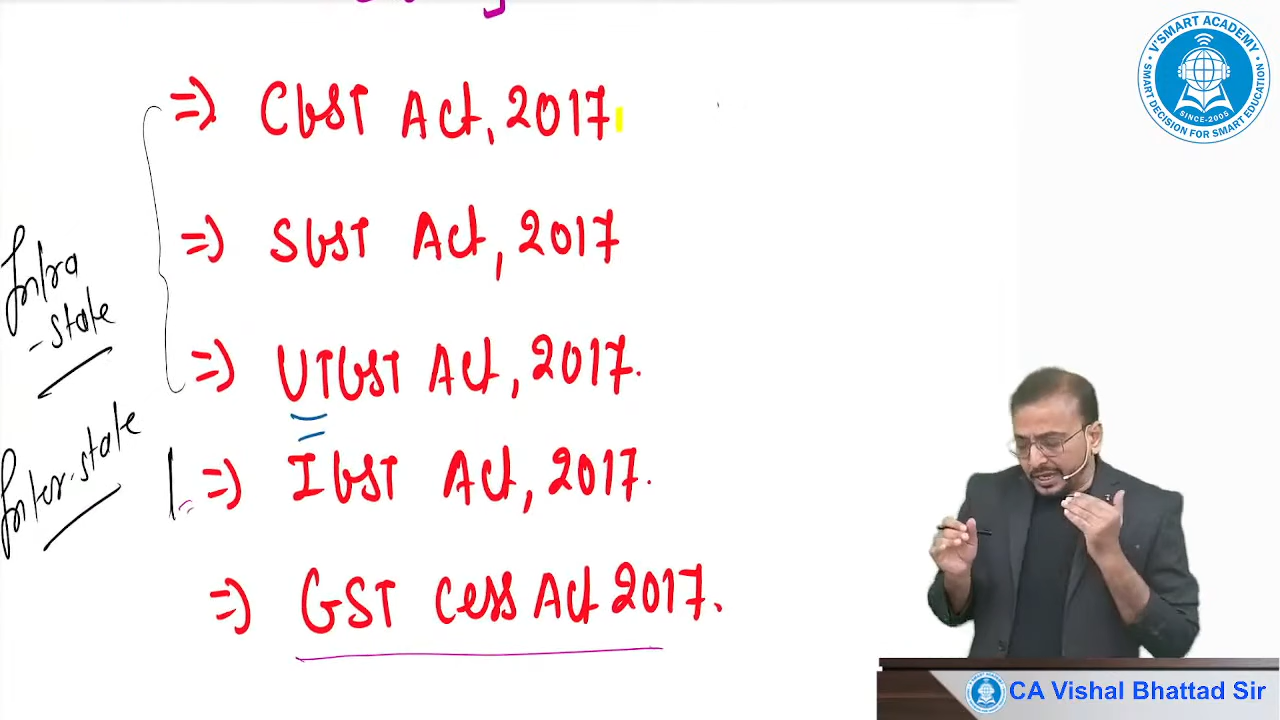 V'SMART ACADEMY
SMART DECISION FOR SMART EDUCATION
SINCE-2005
=> CGST Act, 2017.
=> SGST Act, 2017
=> UTGST Act, 2017.
=> IGST Act, 2017.
=> GST Cess Act 2017.
Intra
-state
Inter-state
CA Vishal Bhattad Sir